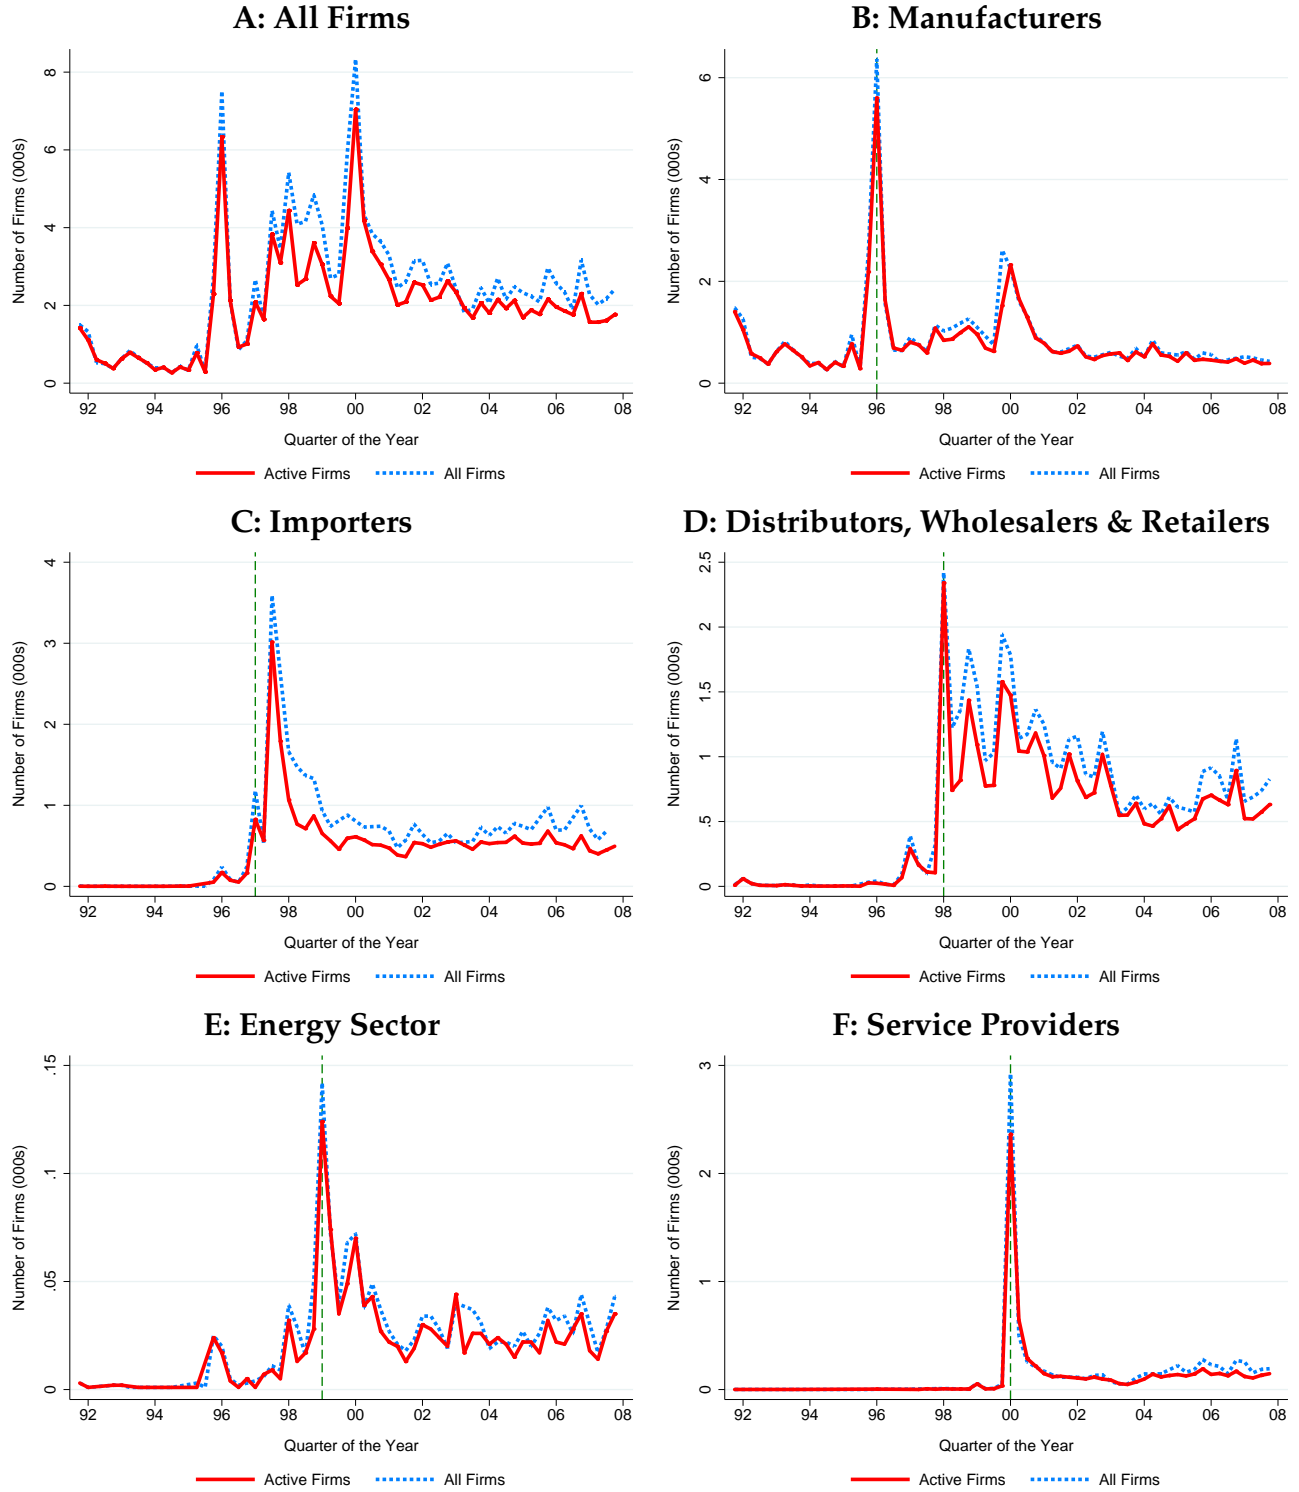 A: All Firms
Number of Firms (000s)
8
6
4
2
0
92 94 96 98 00 02 04 06 08
Quarter of the Year
Active Firms All Firms
B: Manufacturers
Number of Firms (000s)
6
4
2
0
92 94 96 98 00 02 04 06 08
Quarter of the Year
Active Firms All Firms
C: Importers
Number of Firms (000s)
4
3
2
1
0
92 94 96 98 00 02 04 06 08
Quarter of the Year
Active Firms All Firms
D: Distributors, Wholesalers & Retailers
Number of Firms (000s)
2.5
2
1.5
1
.5
0
92 94 96 98 00 02 04 06 08
Quarter of the Year
Active Firms All Firms
E: Energy Sector
Number of Firms (000s)
.15
.1
.05
0
92 94 96 98 00 02 04 06 08
Quarter of the Year
Active Firms All Firms
F: Service Providers
Number of Firms (000s)
3
2
1
0
92 94 96 98 00 02 04 06 08
Quarter of the Year
Active Firms All Firms